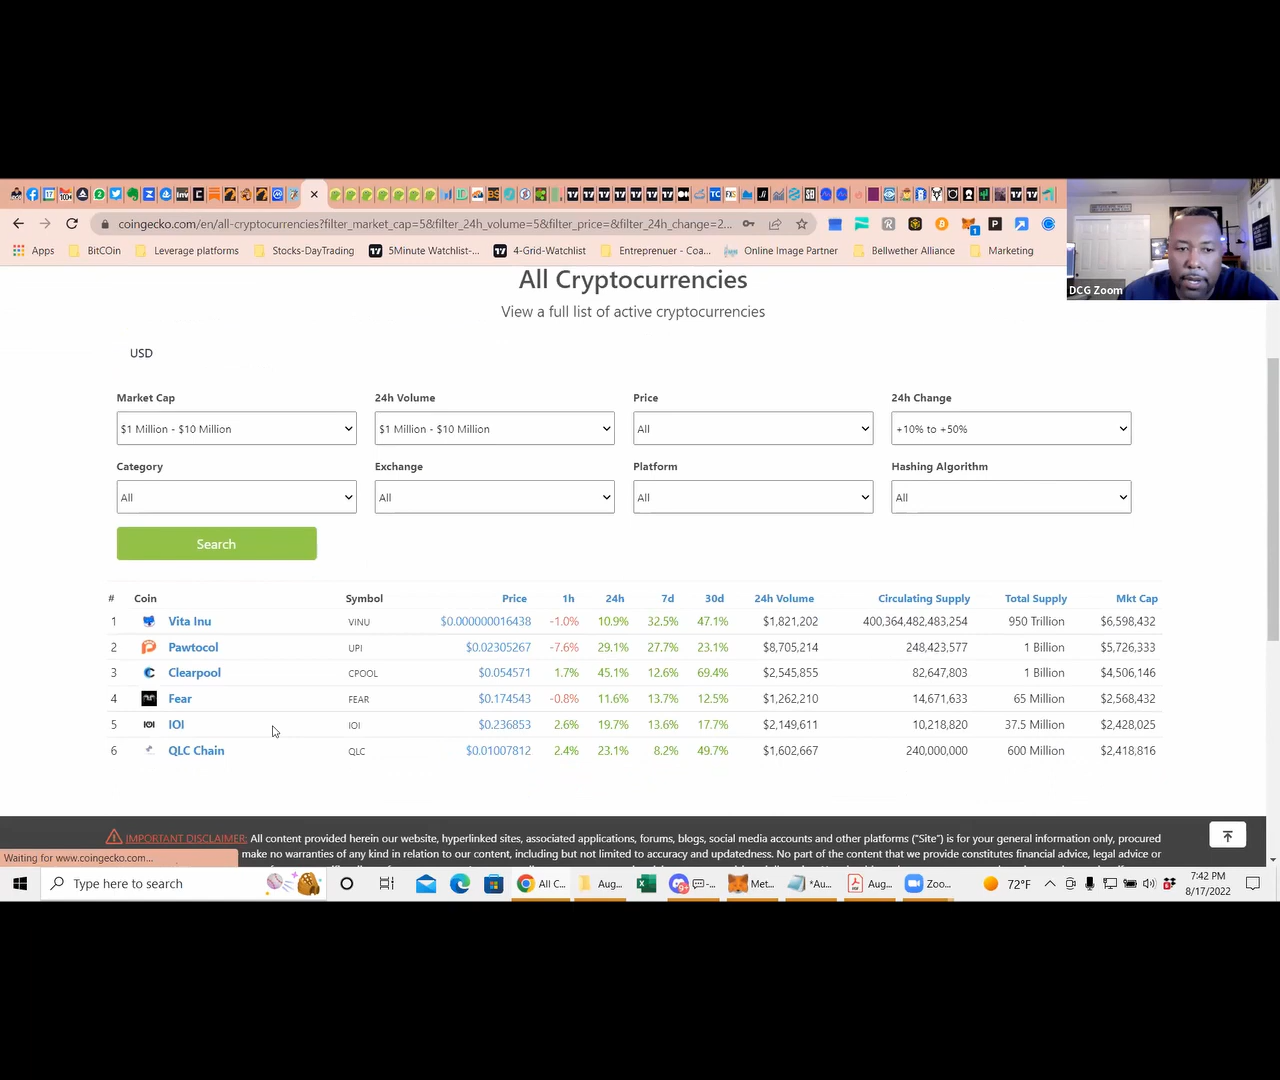 coingecko.com/en/all-cryptocurrencies?filter_market_cap=5&filter_24h_volume=5&filter_price=&filter_24h_change=2...
Apps BitCOin Leverage platforms Stocks-DayTrading 5Minute Watchlist-... 4-Grid-Watchlist Entreprenuer - Coa... Online Image Partner Bellwether Alliance Marketing
DCG Zoom
All Cryptocurrencies
View a full list of active cryptocurrencies
USD
Market Cap 24h Volume Price 24h Change
$1 Million - $10 Million $1 Million - $10 Million All +10% to +50%
Category Exchange Platform Hashing Algorithm
All All All All
Search
# Coin Symbol Price 1h 24h 7d 30d 24h Volume Circulating Supply Total Supply Mkt Cap
1 Vita Inu VINU $0.000000016438 -1.0% 10.9% 32.5% 47.1% $1,821,202 400,364,482,483,254 950 Trillion $6,598,432
2 Pawtocol UPI $0.02305267 -7.6% 29.1% 27.7% 23.1% $8,705,214 248,423,577 1 Billion $5,726,333
3 Clearpool CPOOL $0.054571 1.7% 45.1% 12.6% 69.4% $2,545,855 82,647,803 1 Billion $4,506,146
4 Fear FEAR $0.174543 -0.8% 11.6% 13.7% 12.5% $1,262,210 14,671,633 65 Million $2,568,432
5 IOI IOI $0.236853 2.6% 19.7% 13.6% 17.7% $2,149,611 10,218,820 37.5 Million $2,428,025
6 QLC Chain QLC $0.01007812 2.4% 23.1% 8.2% 49.7% $1,602,667 240,000,000 600 Million $2,418,816
IMPORTANT DISCLAIMER: All content provided herein our website, hyperlinked sites, associated applications, forums, blogs, social media accounts and other platforms ("Site") is for your general information only, procured
make no warranties of any kind in relation to our content, including but not limited to accuracy and updatedness. No part of the content that we provide constitutes financial advice, legal advice or
Waiting for www.coingecko.com...
Type here to search All C... Aug... -... Met... *Au... Aug... Zoo... 72°F 7:42 PM
8/17/2022